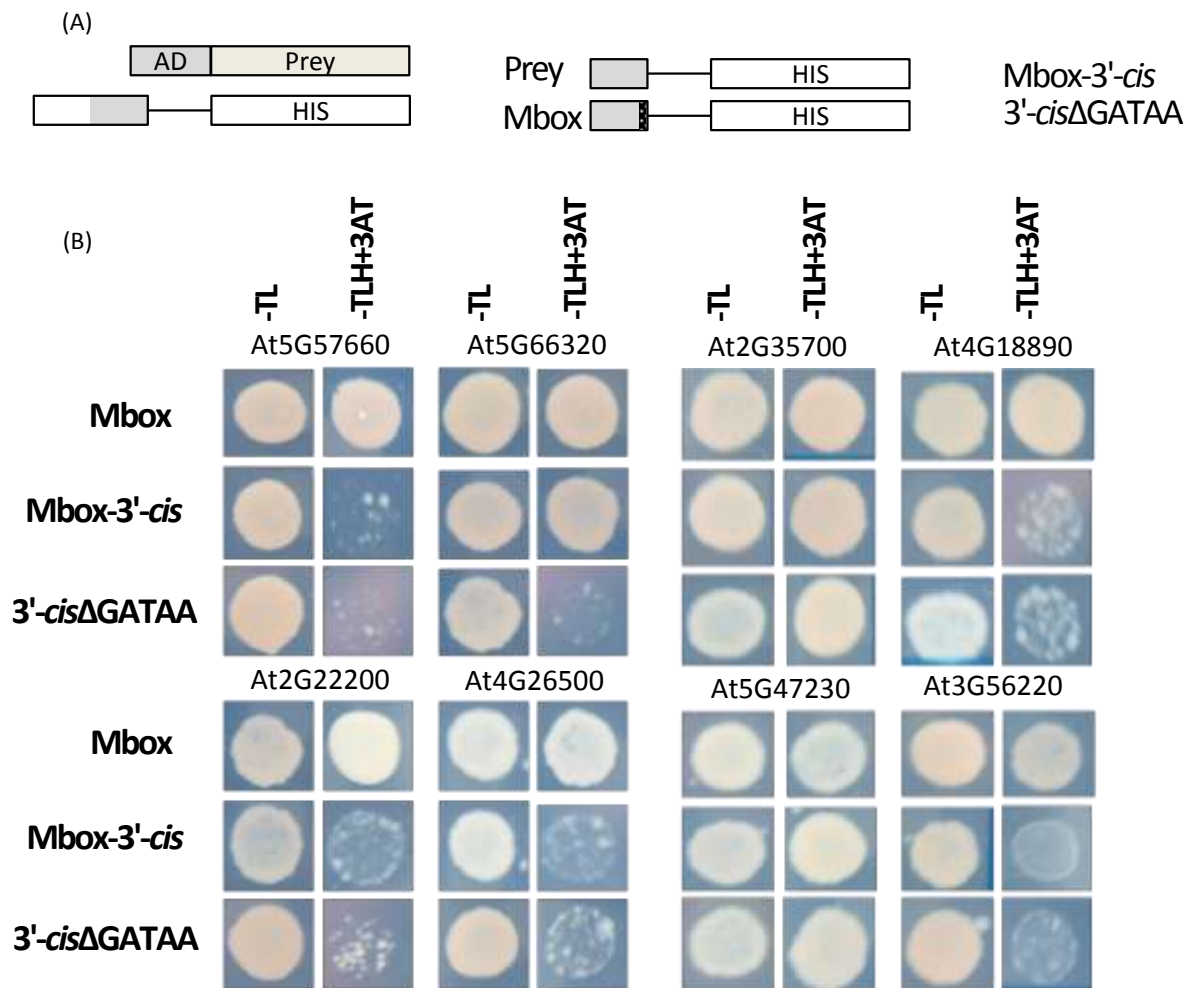 (A)
AD Prey
HIS
Prey HIS Mbox-3'-cis
Mbox HIS 3'-cisΔGATAA
(B)
-TL -TLH+3AT -TL -TLH+3AT -TL -TLH+3AT -TL -TLH+3AT
At5G57660 At5G66320 At2G35700 At4G18890
Mbox
Mbox-3'-cis
3'-cisΔGATAA
At2G22200 At4G26500 At5G47230 At3G56220
Mbox
Mbox-3'-cis
3'-cisΔGATAA